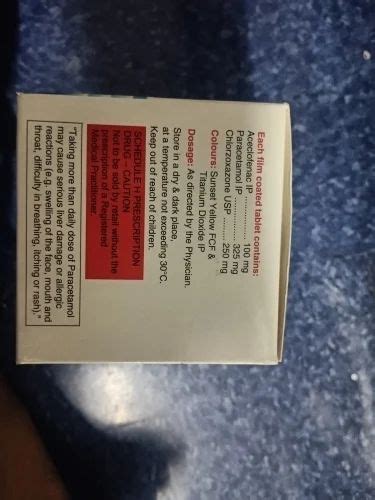 Each film coated tablet contains:
Aceclofenac IP ............ 100 mg
Paracetamol IP ............ 325 mg
Chlorzoxazone USP ...... 250 mg
Colours: Sunset Yellow FCF &
Titanium Dioxide IP
Dosage: As directed by the Physician.
Store in a dry & dark place,
at a temperature not exceeding 30°C.
Keep out of reach of children.
SCHEDULE H PRESCRIPTION
DRUG – CAUTION
Not to be sold by retail without the
prescription of a Registered
Medical Practitioner.
"Taking more than daily dose of Paracetamol
may cause serious liver damage or allergic
reactions (e.g. swelling of the face, mouth and
throat, difficulty in breathing, itching or rash)."